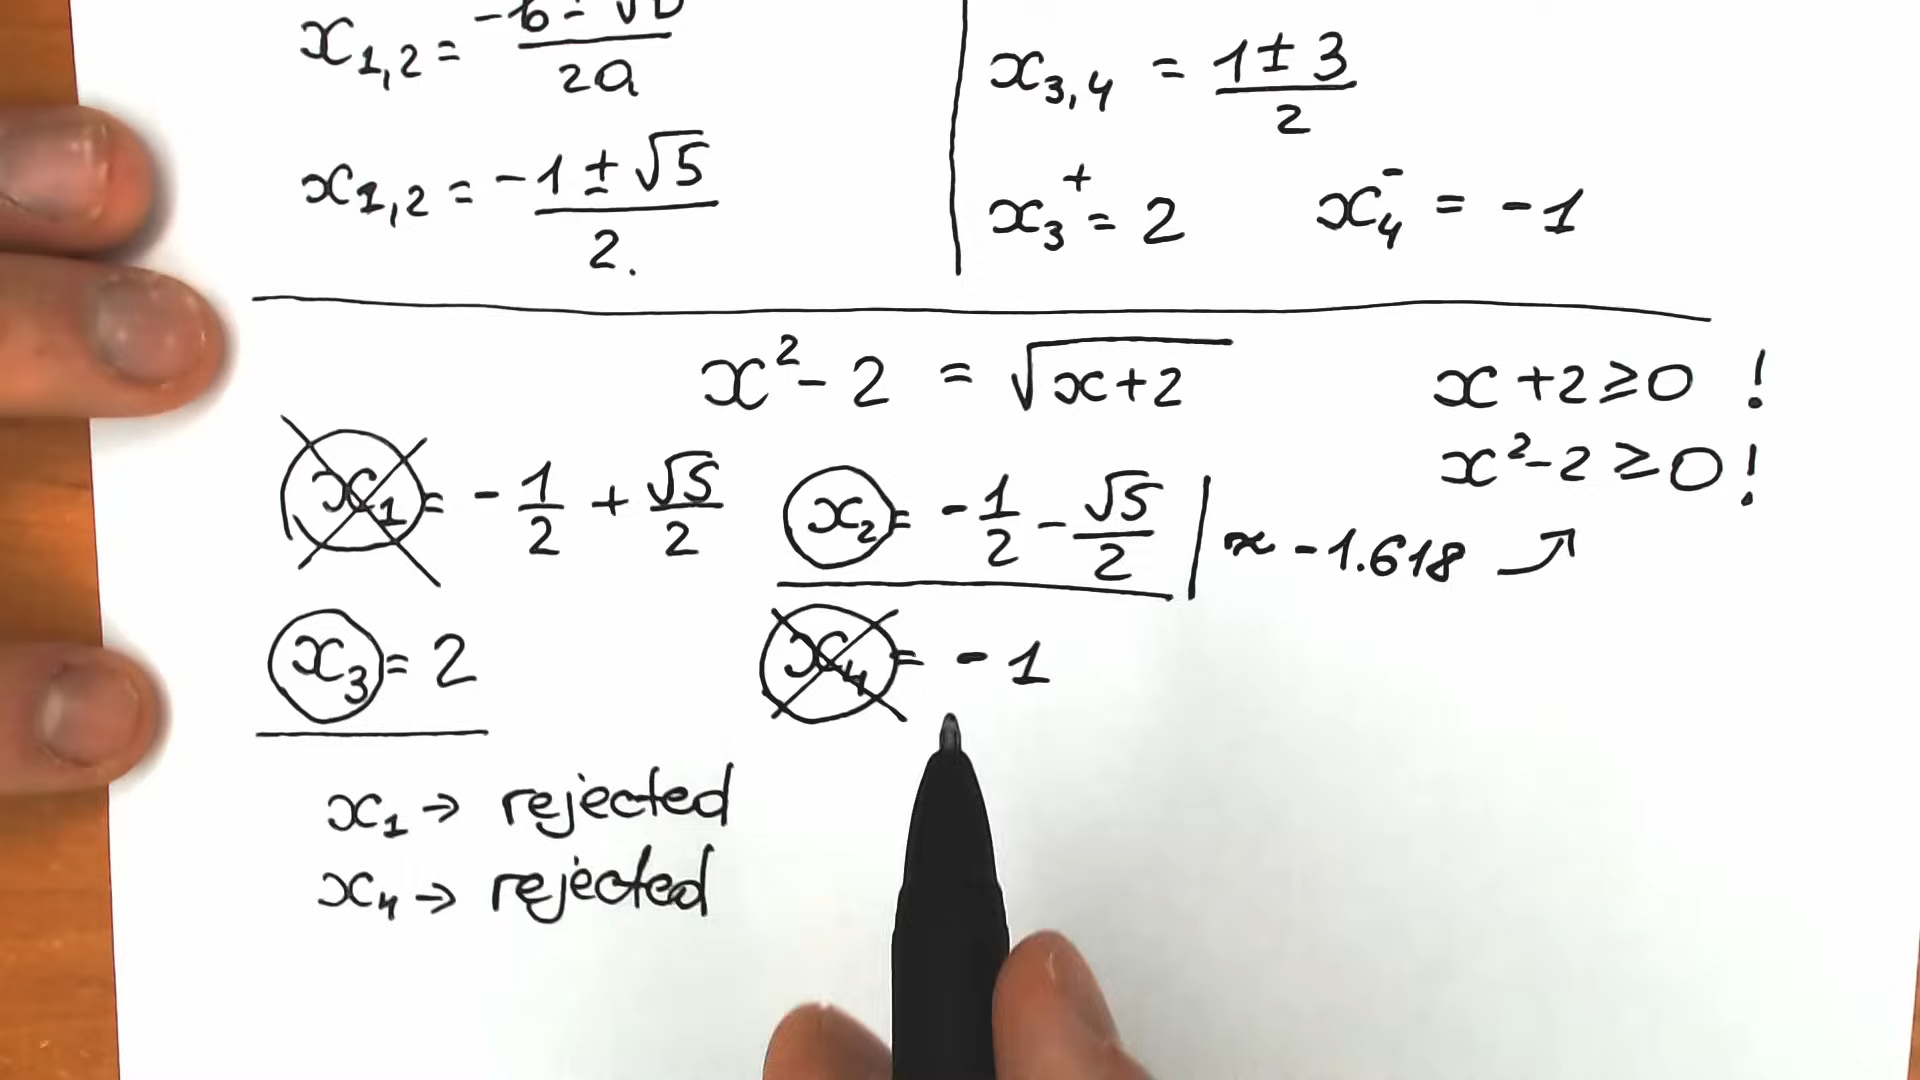 x₁,₂ = (-b ± √D)/2a
x₁,₂ = (-1 ± √5)/2.
x₃,₄ = (1 ± 3)/2
x₃⁺ = 2 x₄⁻ = -1
x² - 2 = √(x+2)
x + 2 ≥ 0 !
x² - 2 ≥ 0 !
x₁ = -1/2 + √5/2 x₂ = -1/2 - √5/2 | ≈ -1.618 ↗
x₃ = 2 x₄ = -1
x₁ → rejected
x₄ → rejected